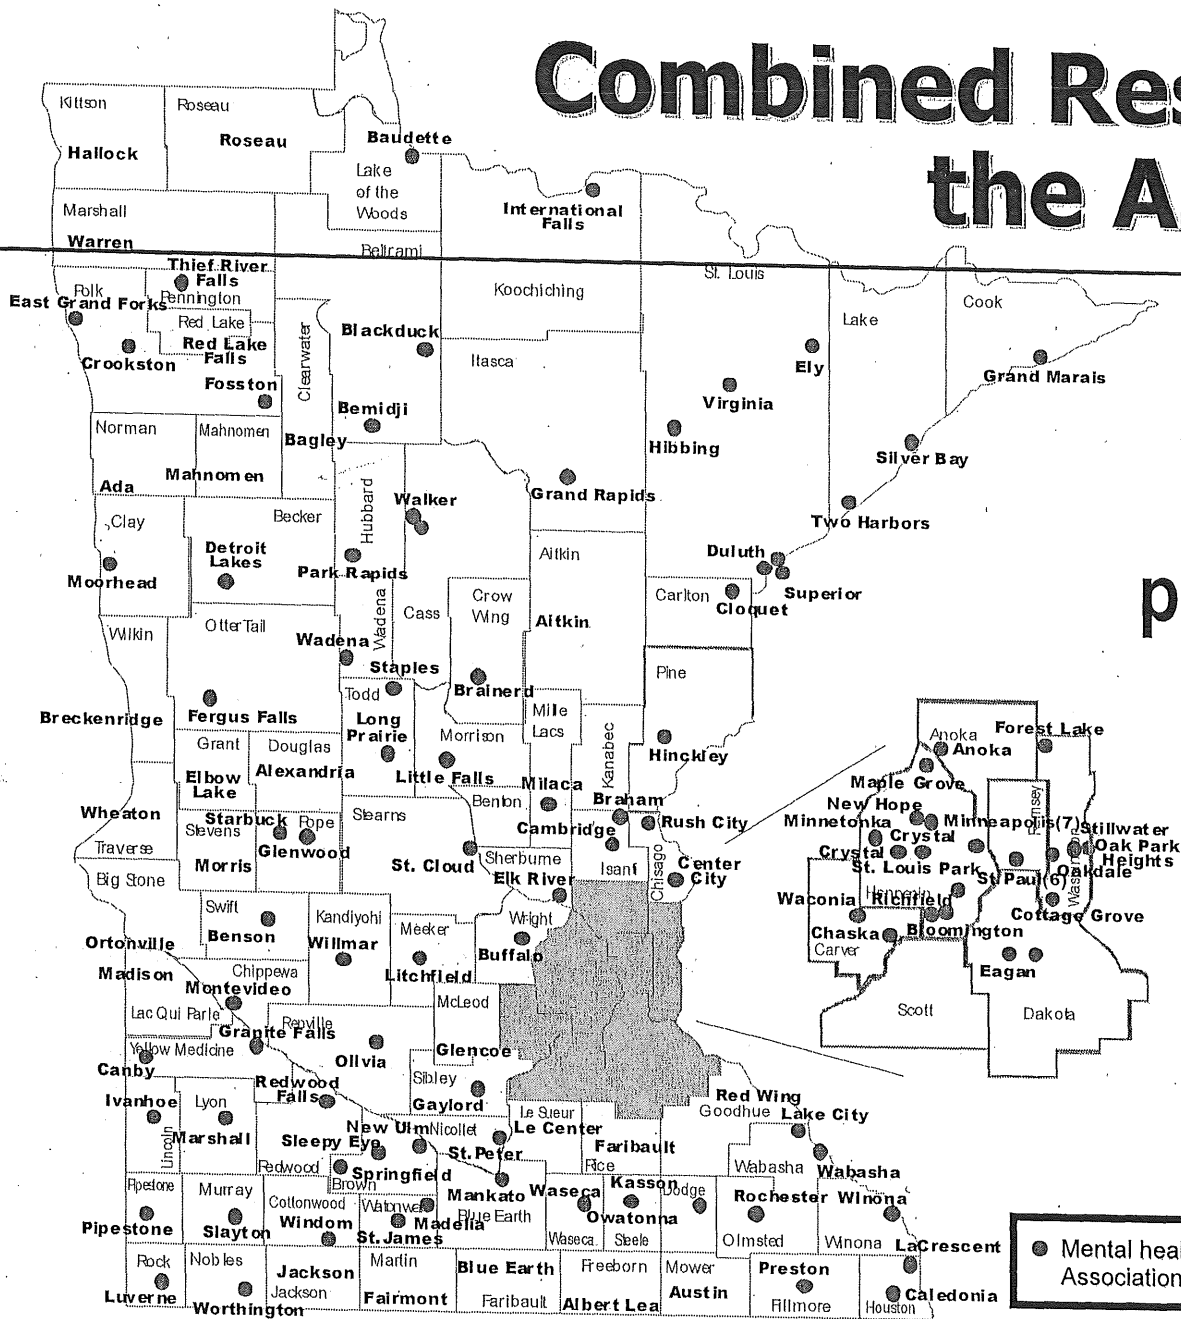 Combined Res
the A
p
Kittson
Roseau
Hallock
Roseau
Baudette
Lake
of the
Woods
International
Falls
Marshall
Warren
Beltrami
St. Louis
Thief River
Falls
Polk
Pennington
East Grand Forks
Koochiching
Cook
Lake
Red Lake
Red Lake
Falls
Clearwater
Blackduck
Itasca
Crookston
Ely
Grand Marais
Fosston
Virginia
Bemidji
Norman
Mahnomen
Bagley
Hibbing
Silver Bay
Mahnomen
Ada
Grand Rapids
Walker
Hubbard
Clay
Becker
Two Harbors
Detroit
Lakes
Aitkin
Duluth
Moorhead
Park Rapids
Superior
Carlton
Cloquet
Crow
Wing
Cass
Wadena
Aitkin
Wilkin
OtterTail
Wadena
Staples
Pine
Todd
Brainerd
Mille
Lacs
Breckenridge
Fergus Falls
Long
Prairie
Morrison
Kanabec
Hinckley
Grant
Douglas
Alexandria
Elbow
Lake
Little Falls
Milaca
Wheaton
Stearns
Benton
Braham
Starbuck
Pope
Stevens
Cambridge
Rush City
Glenwood
Traverse
Morris
St. Cloud
Sherburne
Isanti
Chisago
Center
City
Big Stone
Elk River
Swift
Kandiyohi
Wright
Benson
Willmar
Meeker
Ortonville
Buffalo
Madison
Chippewa
Litchfield
Montevideo
McLeod
Lac Qui Parle
Renville
Granite Falls
Yellow Medicine
Olivia
Glencoe
Canby
Redwood
Falls
Sibley
Ivanhoe
Lyon
Gaylord
Le Sueur
Le Center
Red Wing
Goodhue
Lake City
Lincoln
Marshall
New Ulm
Nicollet
Sleepy Eye
St. Peter
Faribault
Rice
Redwood
Springfield
Wabasha
Wabasha
Brown
Pipestone
Murray
Cottonwood
Watonwan
Mankato
Waseca
Kasson
Dodge
Rochester
Winona
Madelia
Blue Earth
Owatonna
Pipestone
Slayton
Windom
St. James
Waseca
Steele
Olmsted
Winona
LaCrescent
Rock
Nobles
Jackson
Martin
Blue Earth
Freeborn
Mower
Preston
Jackson
Luverne
Worthington
Fairmont
Faribault
Albert Lea
Austin
Fillmore
Houston
Caledonia
Anoka
Anoka
Forest Lake
Maple Grove
New Hope
Ramsey
Minnetonka
Minneapolis(7)
Stillwater
Crystal
Crystal
Oak Park
Heights
St. Louis Park
St Paul(6)
Oakdale
Washington
Hennepin
Waconia
Richfield
Cottage Grove
Chaska
Bloomington
Carver
Eagan
Scott
Dakota
Mental heal
Association